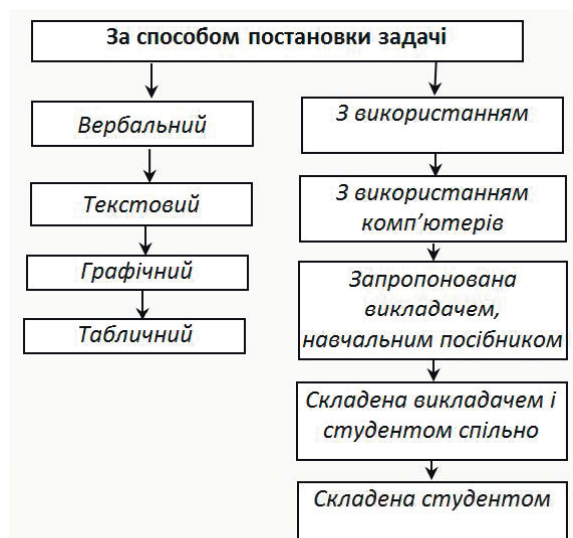 За способом постановки задачі
Вербальний
Текстовий
Графічний
Табличний
З використанням
З використанням
комп’ютерів
Запропонована
викладачем,
навчальним посібником
Складена викладачем і
студентом спільно
Складена студентом